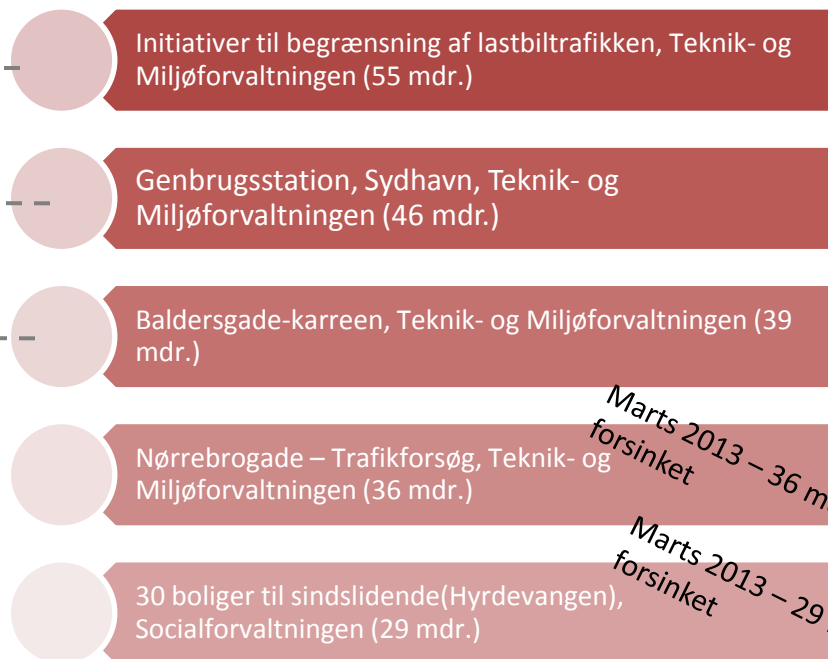 Initiativer til begrænsning af lastbiltrafikken, Teknik- og
Miljøforvaltningen (55 mdr.)
Genbrugsstation, Sydhavn, Teknik- og
Miljøforvaltningen (46 mdr.)
Baldersgade-karreen, Teknik- og Miljøforvaltningen (39
mdr.)
Nørrebrogade – Trafikforsøg, Teknik- og
Miljøforvaltningen (36 mdr.)
Marts 2013 – 36
forsinket
30 boliger til sindslidende(Hyrdevangen),
Socialforvaltningen (29 mdr.)
Marts 2013 – 29
forsinket